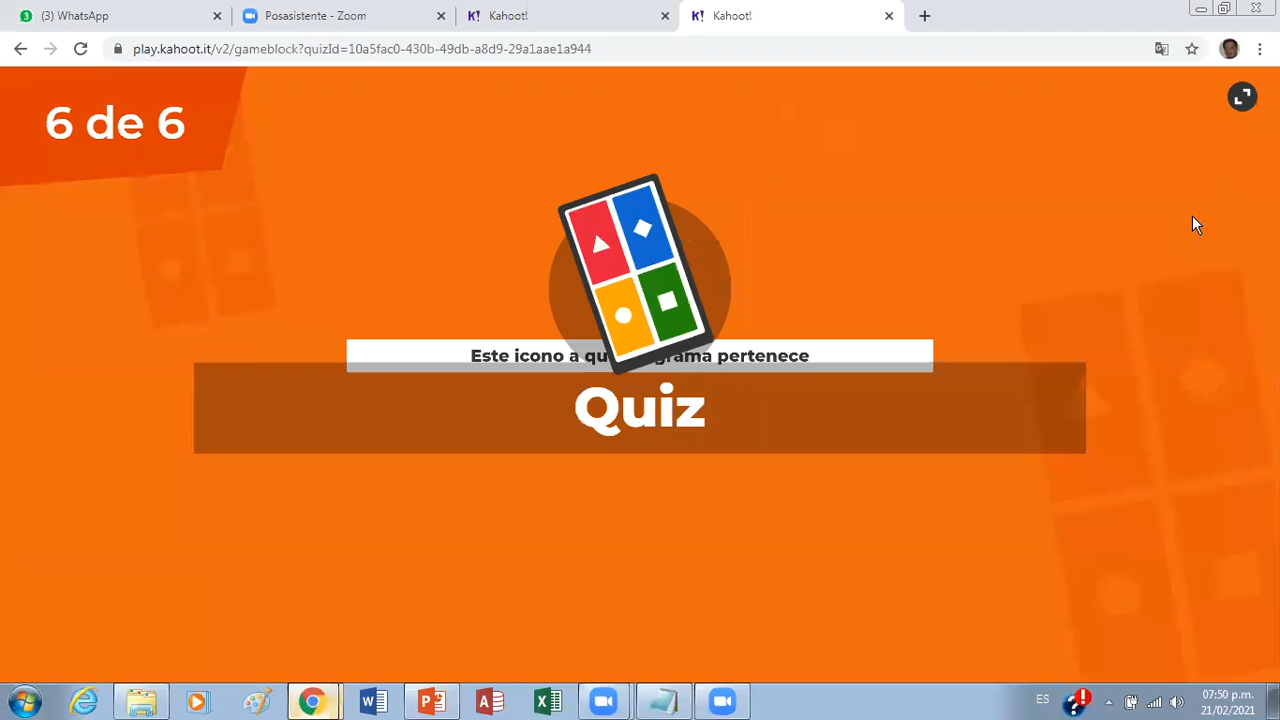 (3) WhatsApp
Posasistente - Zoom
Kahoot!
Kahoot!
play.kahoot.it/v2/gameblock?quizId=10a5fac0-430b-49db-a8d9-29a1aae1a944
6 de 6
Este icono a qu grama pertenece
Quiz
ES
07:50 p.m.
21/02/2021